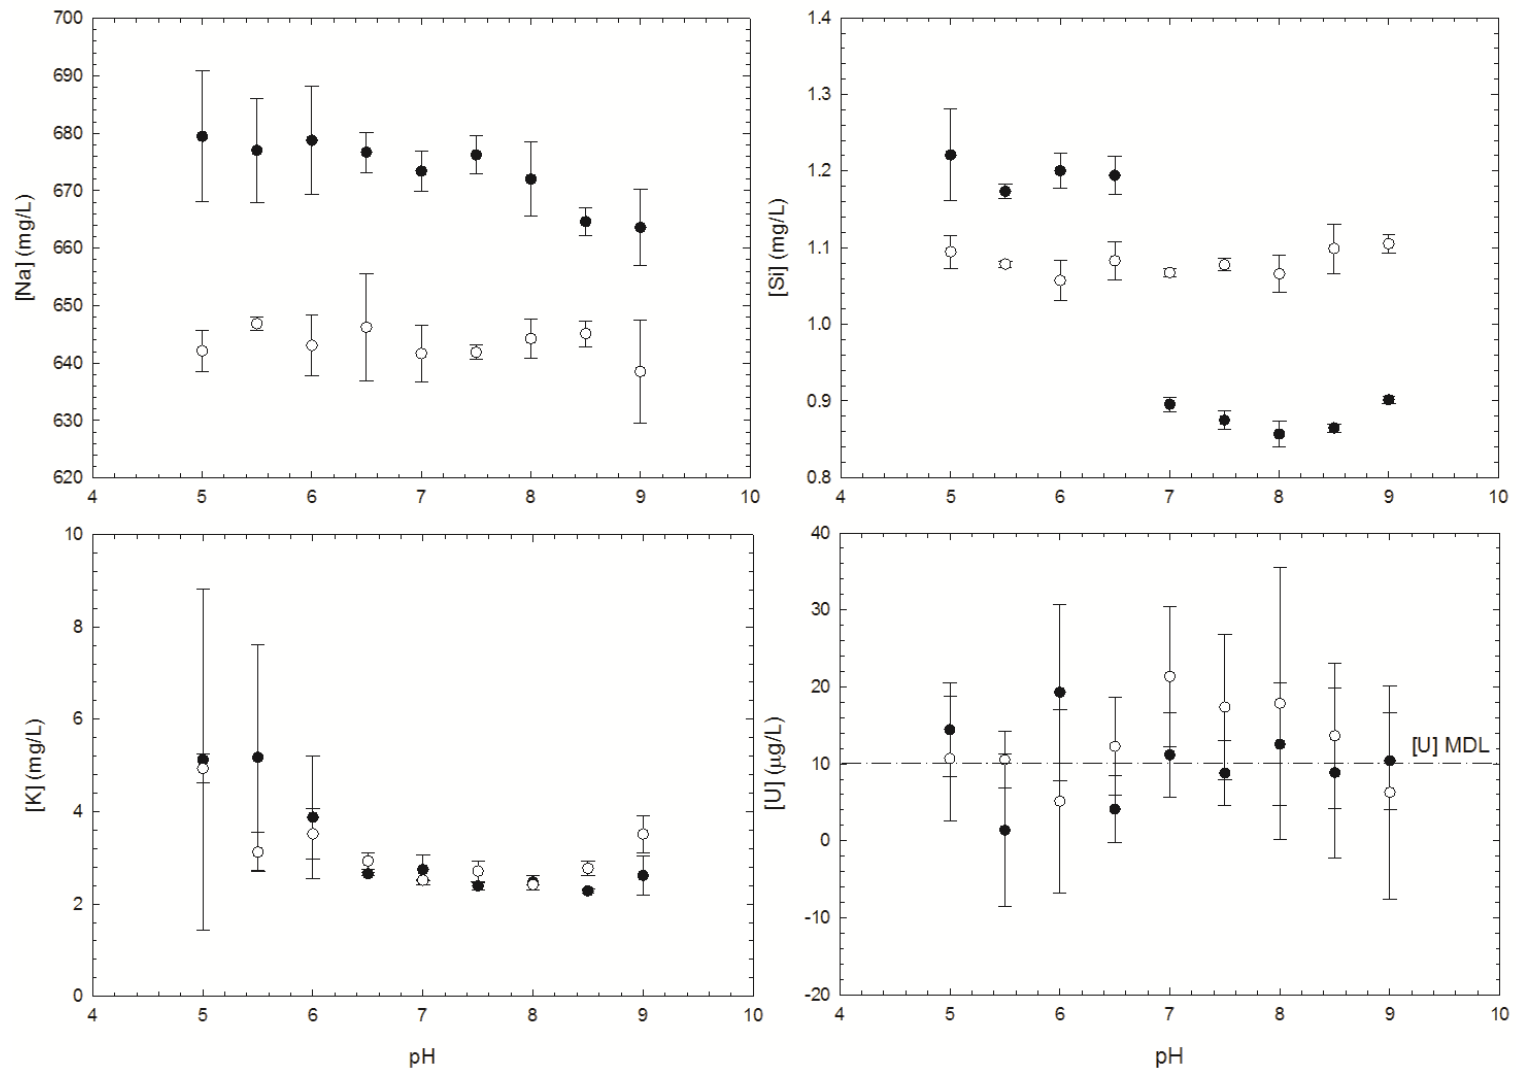 700
690
680
670
660
650
640
630
620
[Na] (mg/L)
4 5 6 7 8 9 10
1.4
1.3
1.2
1.1
1.0
0.9
0.8
[Si] (mg/L)
4 5 6 7 8 9 10
10
8
6
4
2
0
[K] (mg/L)
4 5 6 7 8 9 10
pH
40
30
20
10
0
-10
-20
[U] (μg/L)
[U] MDL
4 5 6 7 8 9 10
pH